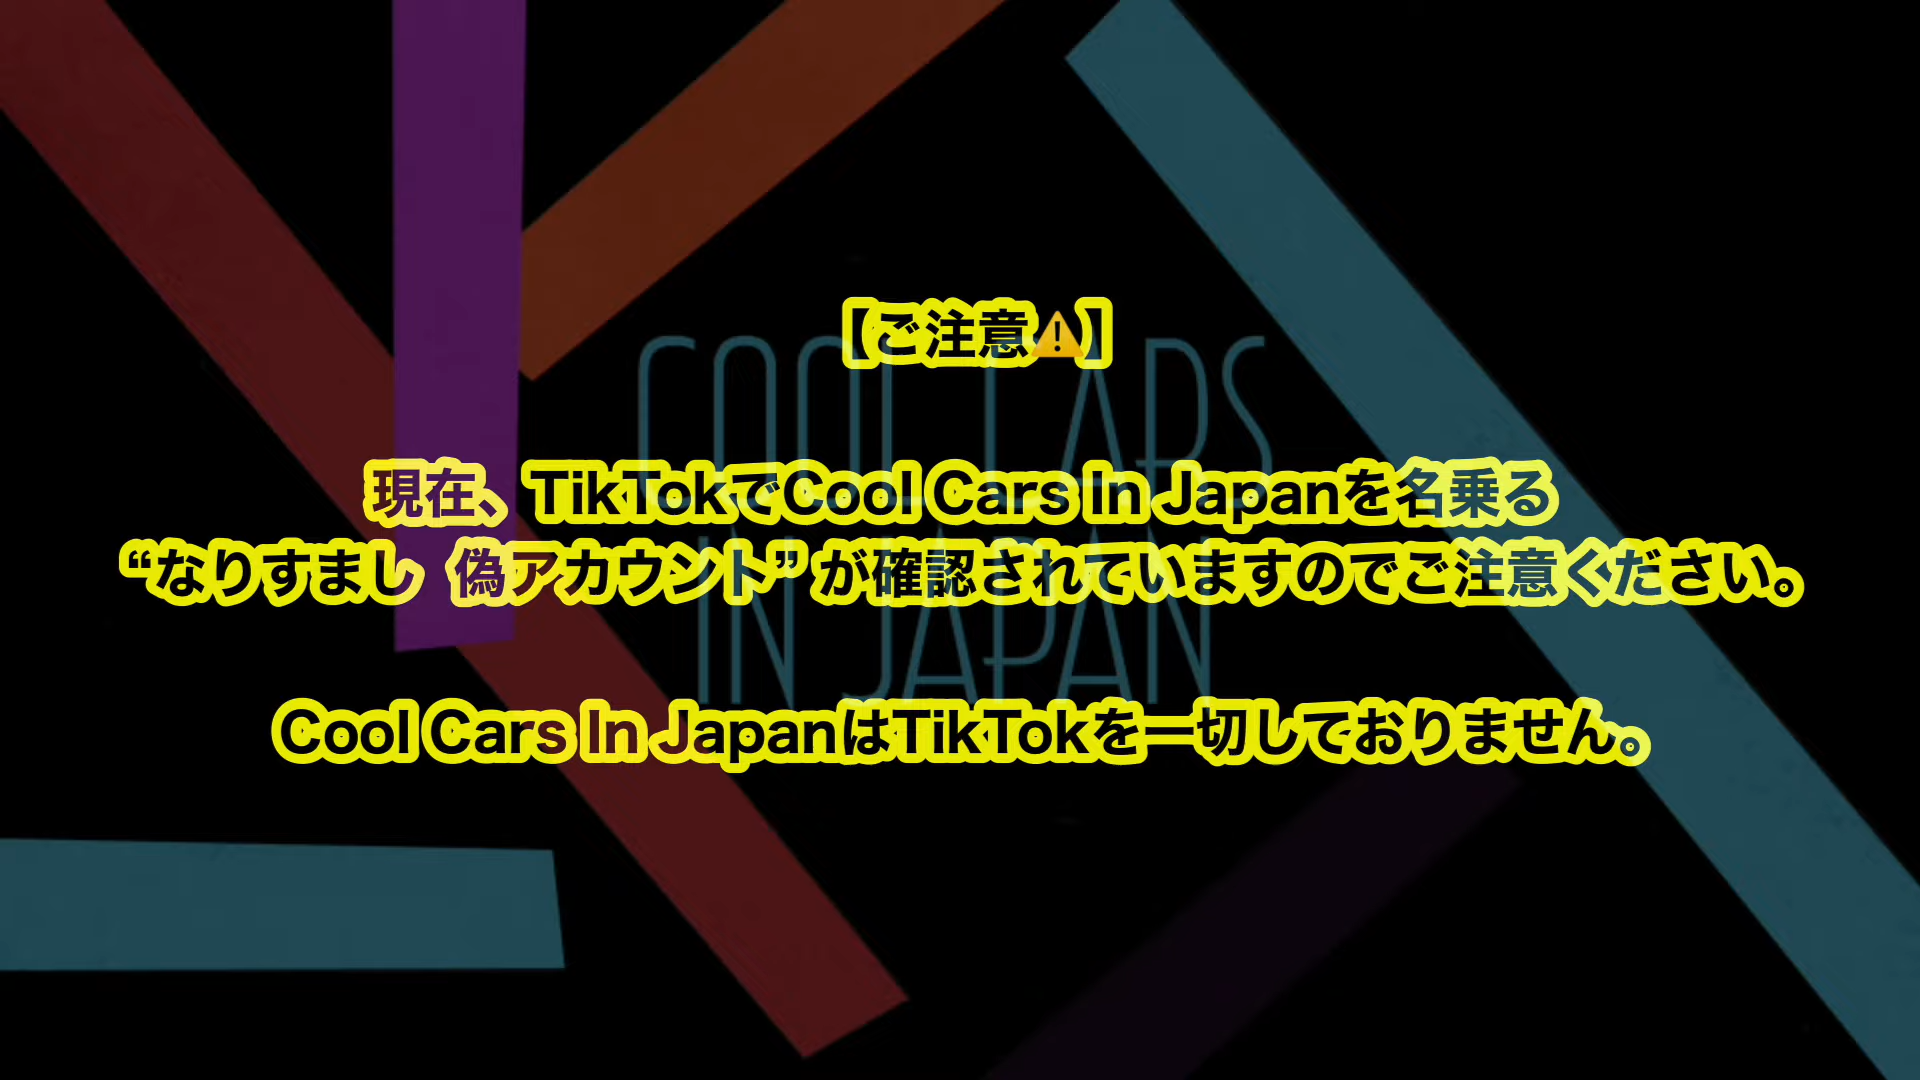 【ご注意⚠️】
COOL CARS
現在、TikTokでCool Cars In Japanを名乗る
“なりすまし 偽アカウント” が確認されていますのでご注意ください。
IN JAPAN
Cool Cars In JapanはTikTokを一切しておりません。